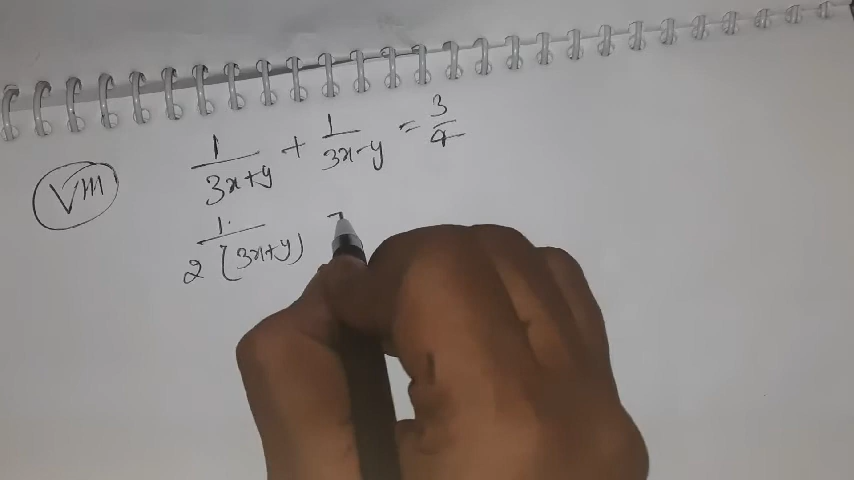 VIII
1/(3x+y) + 1/(3x-y) = 3/4
1/(2(3x+y)) -